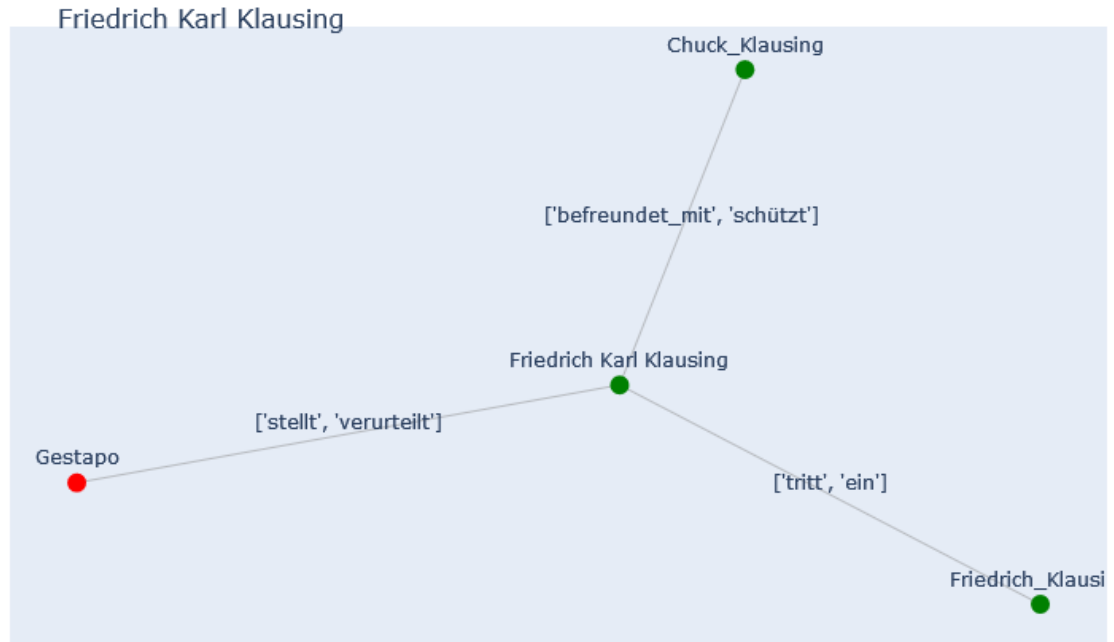 Friedrich Karl Klausing
Chuck_Klausing
['befreundet_mit', 'schützt']
Friedrich Karl Klausing
['stellt', 'verurteilt']
Gestapo
['tritt', 'ein']
Friedrich_Klausi